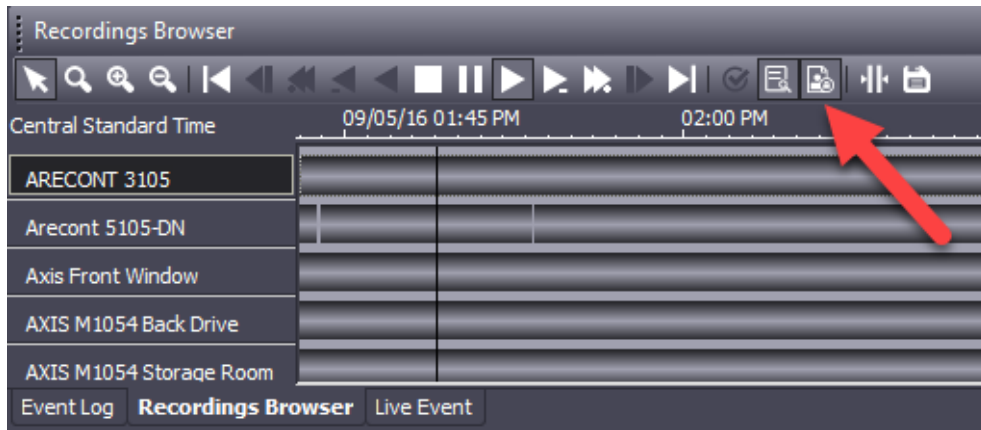 Recordings Browser
Central Standard Time 09/05/16 01:45 PM 02:00 PM
ARECONT 3105
Arecont 5105-DN
Axis Front Window
AXIS M1054 Back Drive
AXIS M1054 Storage Room
Event Log Recordings Browser Live Event